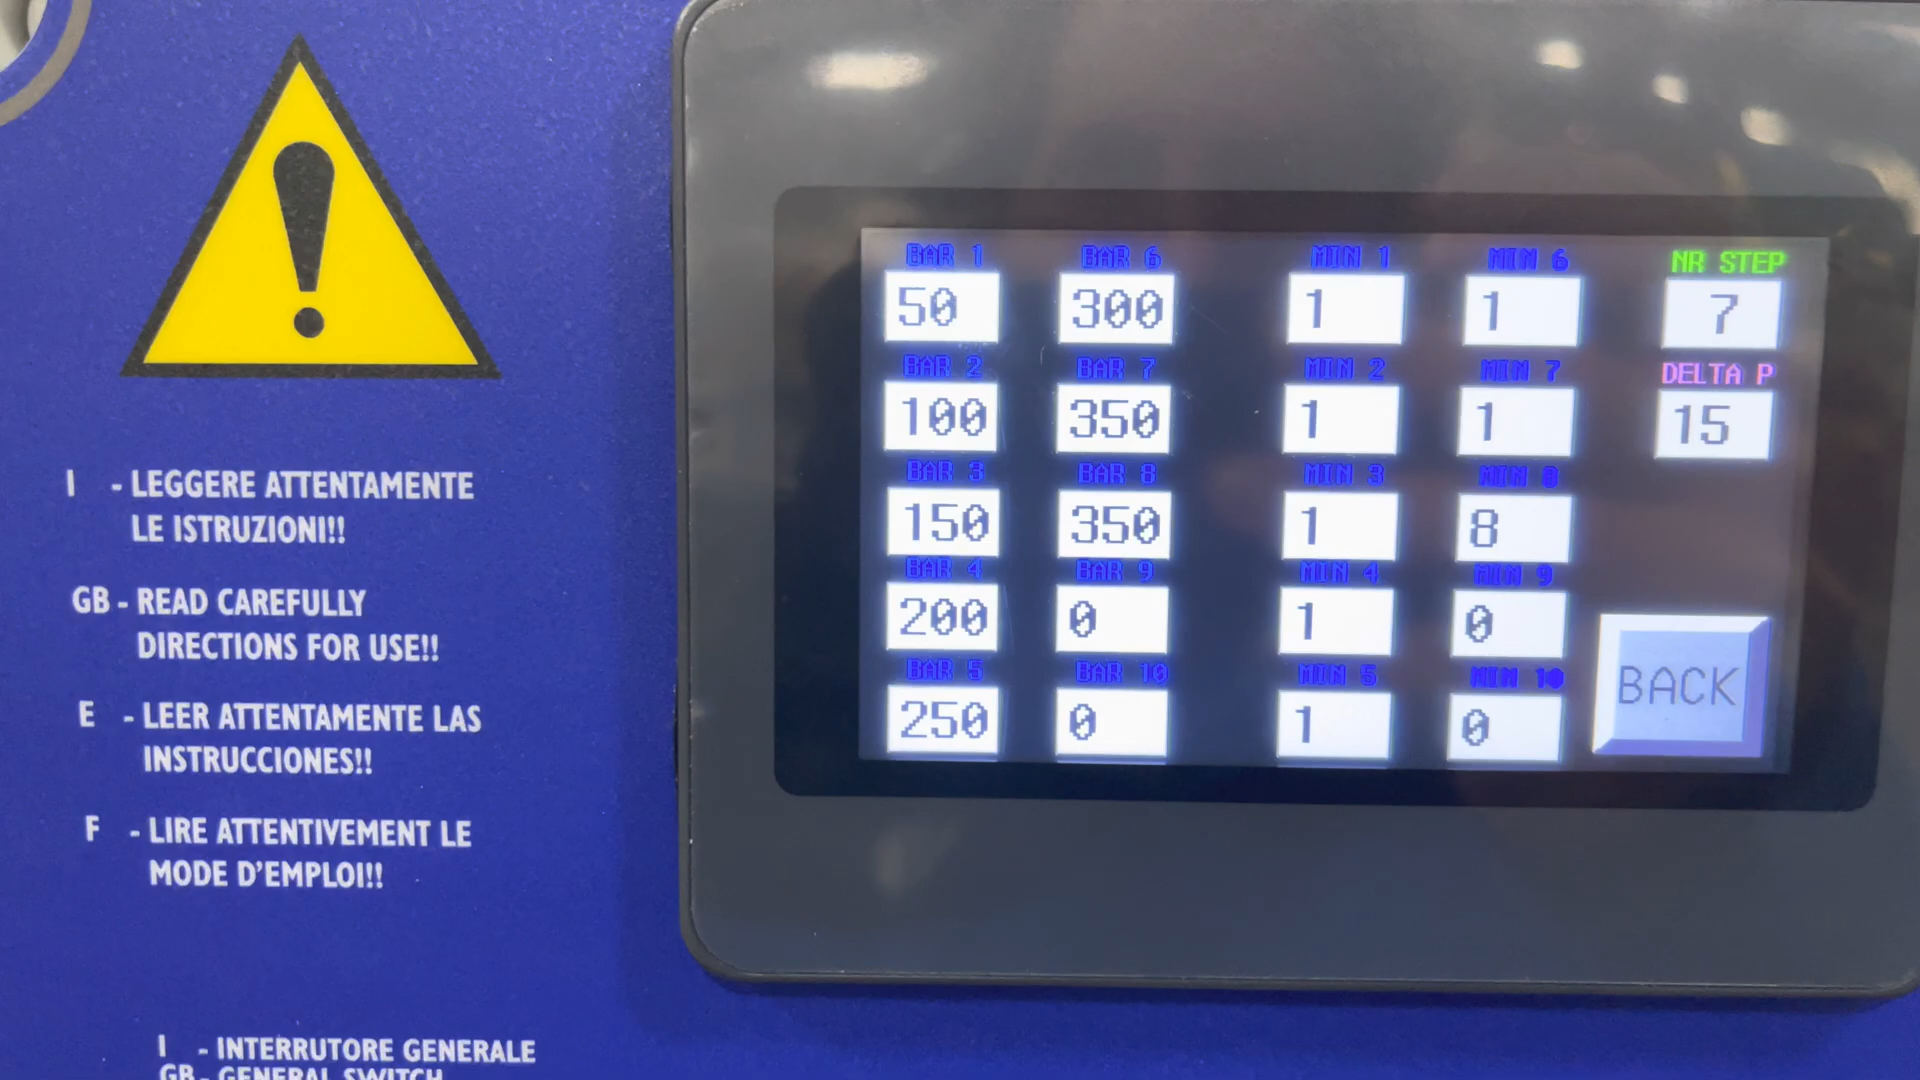 I - LEGGERE ATTENTAMENTE
LE ISTRUZIONI!!
GB - READ CAREFULLY
DIRECTIONS FOR USE!!
E - LEER ATTENTAMENTE LAS
INSTRUCCIONES!!
F - LIRE ATTENTIVEMENT LE
MODE D'EMPLOI!!
I - INTERRUTORE GENERALE
GB - GENERAL SWITCH
BAR 1 BAR 6 MIN 1 MIN 6 NR STEP
50 300 1 1 7
BAR 2 BAR 7 MIN 2 MIN 7 DELTA P
100 350 1 1 15
BAR 3 BAR 8 MIN 3 MIN 8
150 350 1 8
BAR 4 BAR 9 MIN 4 MIN 9
200 0 1 0
BAR 5 BAR 10 MIN 5 MIN 10
250 0 1 0
BACK